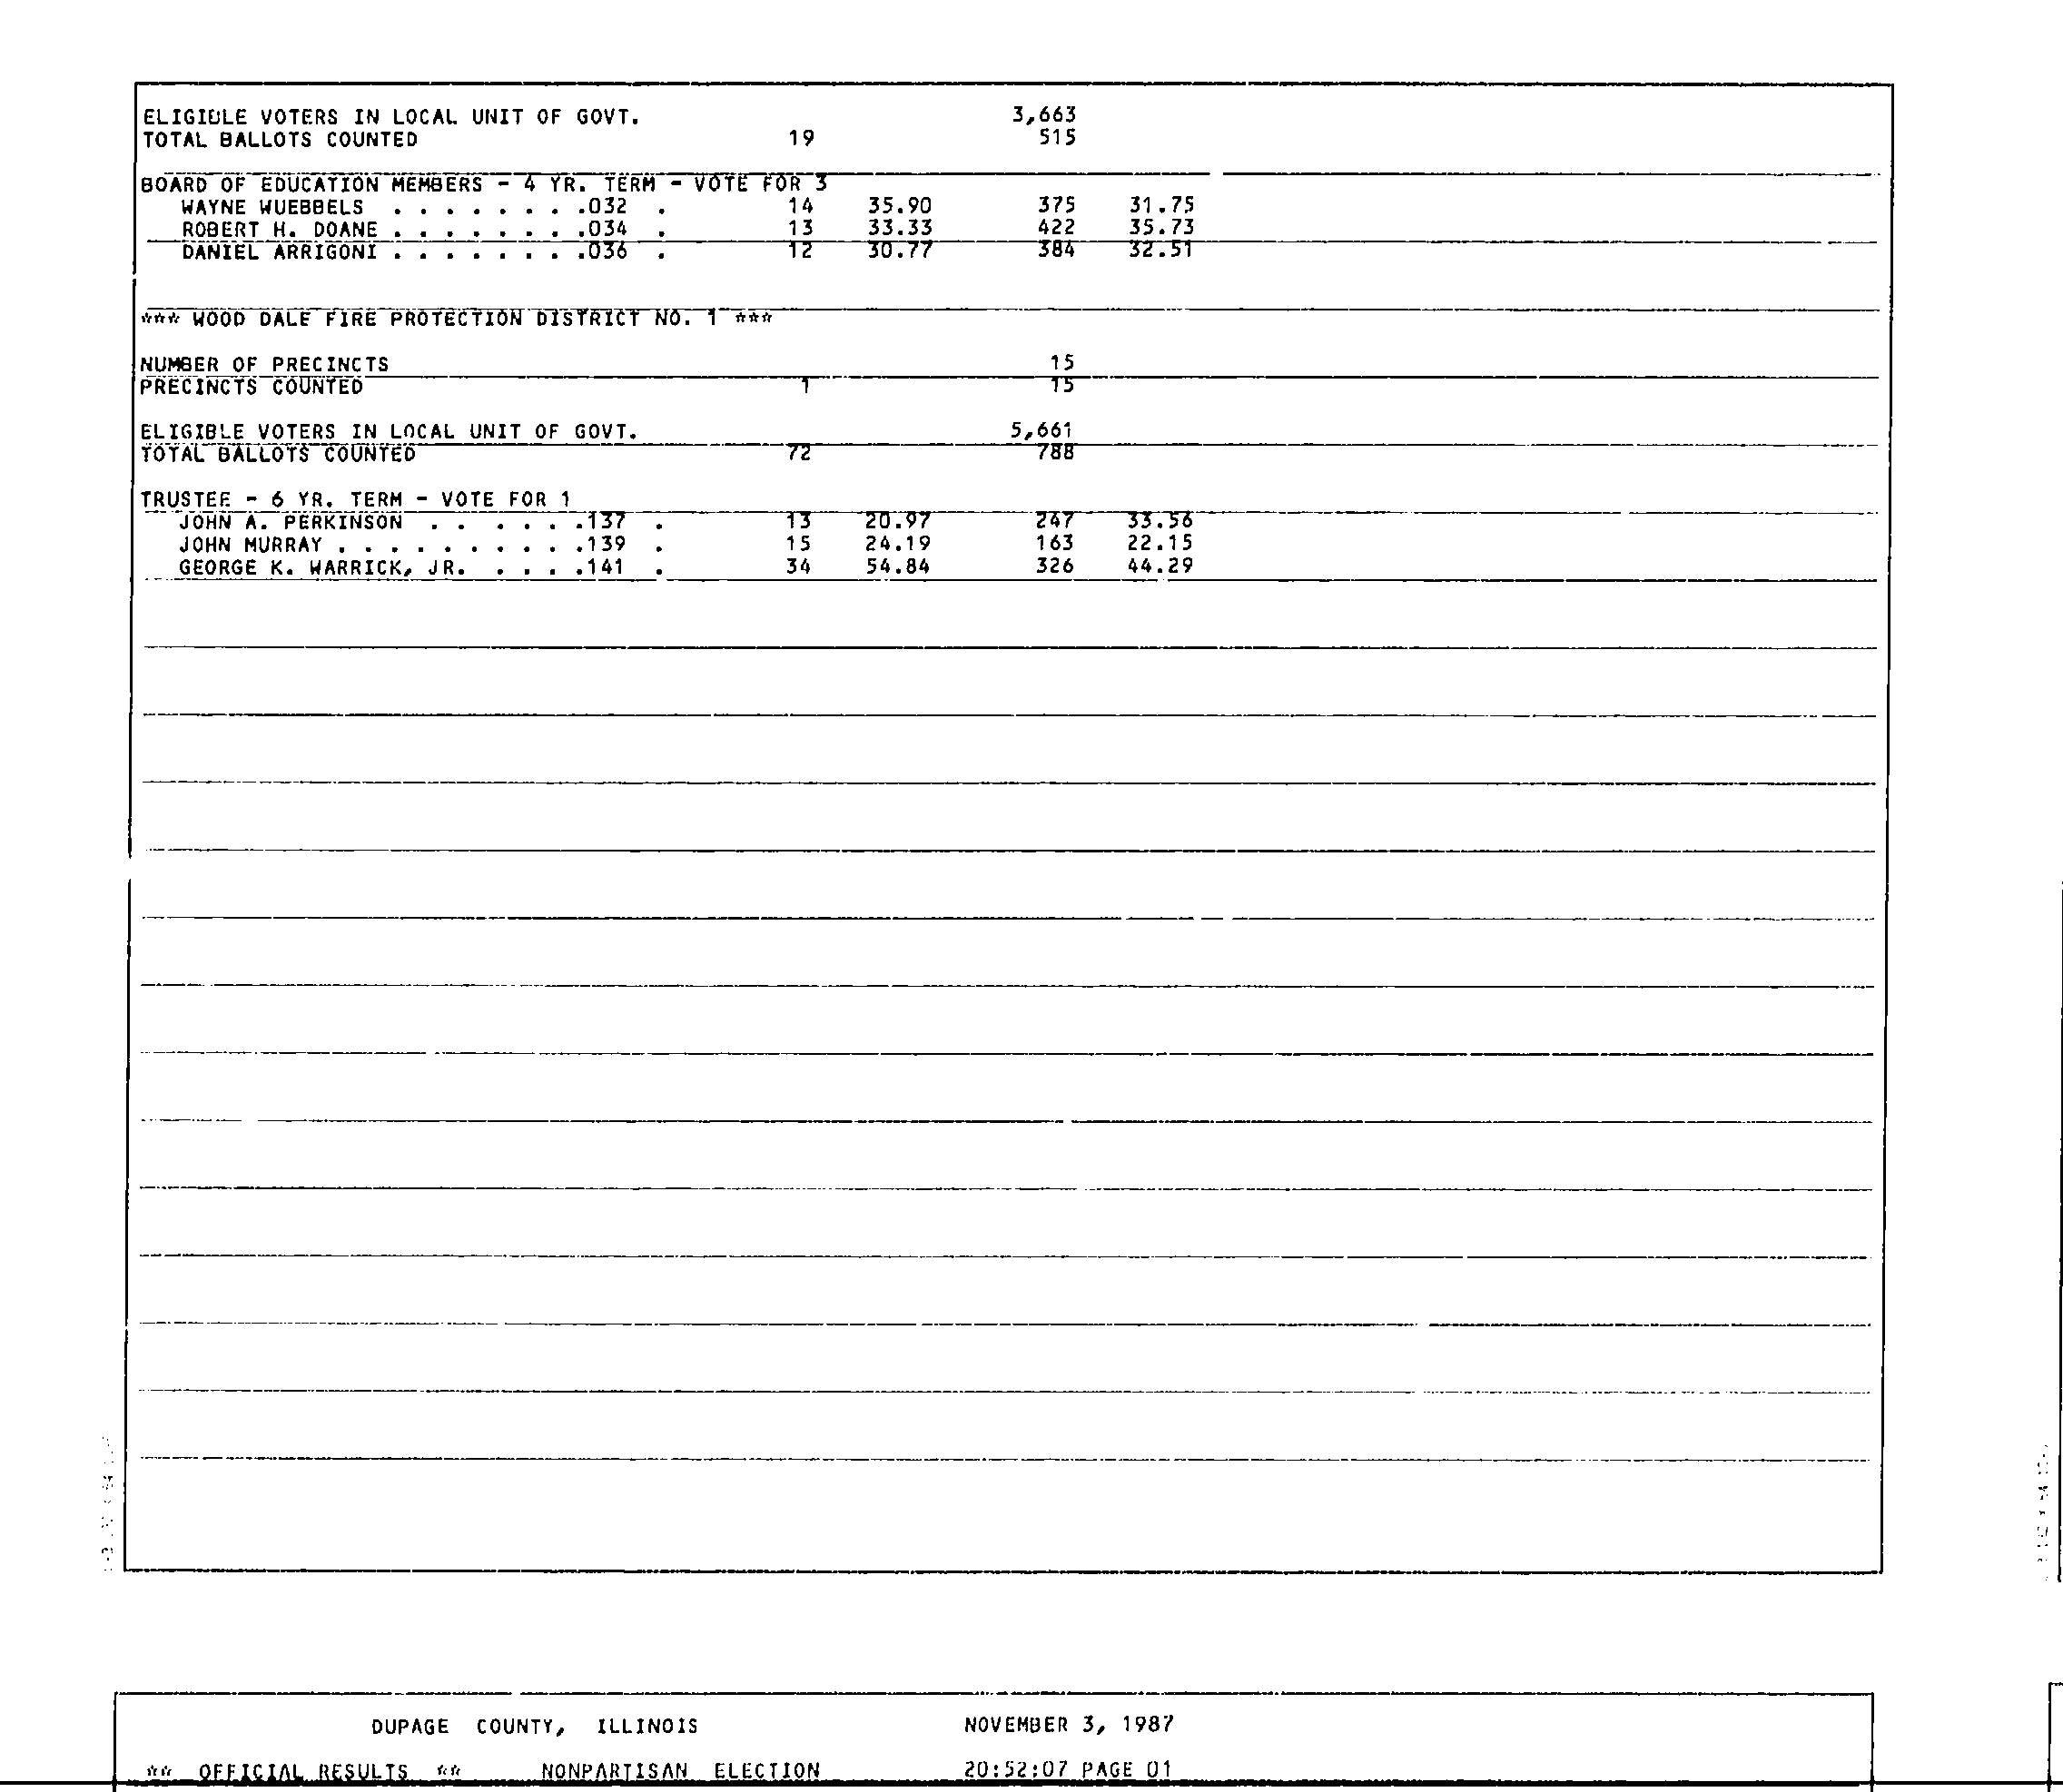 ELIGIBLE VOTERS IN LOCAL UNIT OF GOVT. 3,663
TOTAL BALLOTS COUNTED 19 515
BOARD OF EDUCATION MEMBERS - 4 YR. TERM - VOTE FOR 3
WAYNE WUEBBELS . . . . . . . .032 . 14 35.90 375 31.75
ROBERT H. DOANE . . . . . . . .034 . 13 33.33 422 35.73
DANIEL ARRIGONI . . . . . . . .036 . 12 30.77 384 32.51
*** WOOD DALE FIRE PROTECTION DISTRICT NO. 1 ***
NUMBER OF PRECINCTS 15
PRECINCTS COUNTED 1 15
ELIGIBLE VOTERS IN LOCAL UNIT OF GOVT. 5,661
TOTAL BALLOTS COUNTED 72 788
TRUSTEE - 6 YR. TERM - VOTE FOR 1
JOHN A. PERKINSON . . . . . .137 . 13 20.97 247 33.56
JOHN MURRAY . . . . . . . . . .139 . 15 24.19 163 22.15
GEORGE K. WARRICK, JR. . . . .141 . 34 54.84 326 44.29
DUPAGE COUNTY, ILLINOIS NOVEMBER 3, 1987
** OFFICIAL RESULTS ** NONPARTISAN ELECTION 20:52:07 PAGE 01